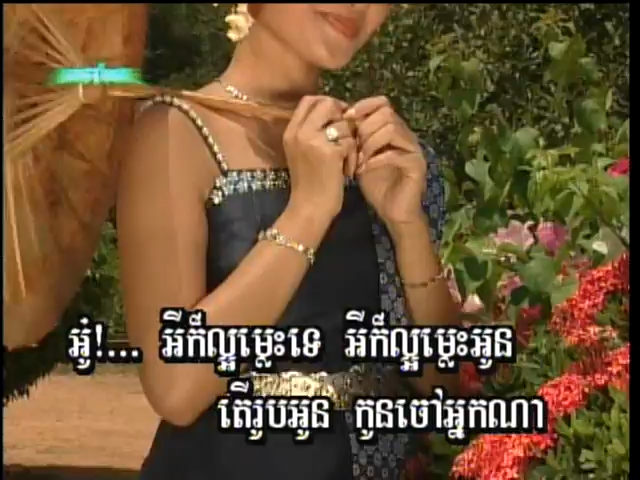 អូ៎!.... អីក៏ល្អម្លេះទេ អីក៏ល្អម្លេះអូន
តើរូបអូន កូនចៅអ្នកណា